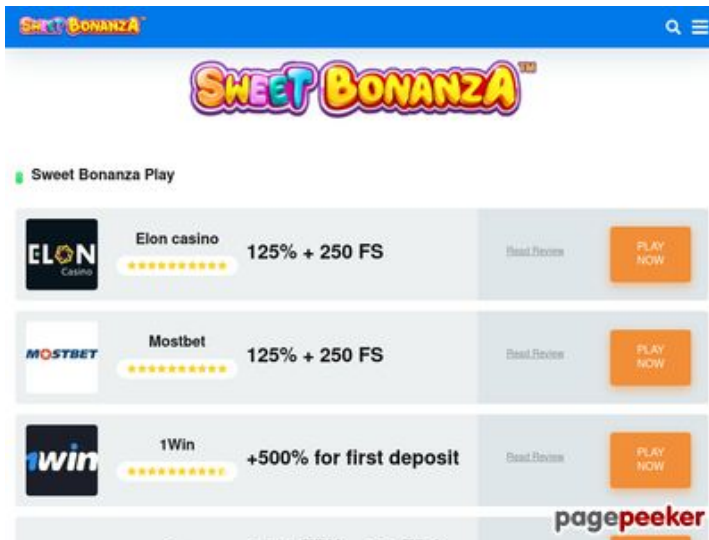 SWEET BONANZA
SWEET BONANZA™
Sweet Bonanza Play
ELON
Casino
Elon casino
125% + 250 FS
Read Review
PLAY
NOW
MOSTBET
Mostbet
125% + 250 FS
Read Review
PLAY
NOW
1win
1Win
+500% for first deposit
Read Review
PLAY
NOW
pagepeeker